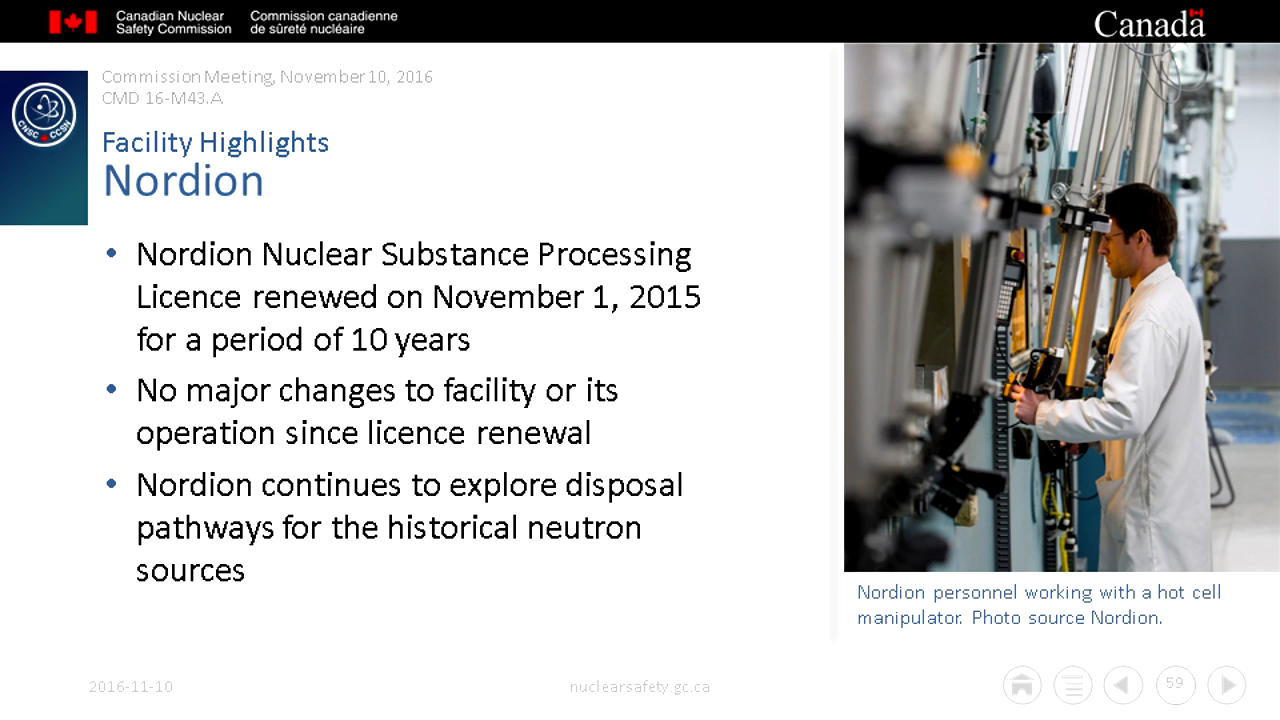 Canadian Nuclear
Safety Commission
Commission canadienne
de sûreté nucléaire
Canada
Commission Meeting, November 10, 2016
CMD 16-M43.A
CNSC CCSN
Facility Highlights
Nordion
• Nordion Nuclear Substance Processing
Licence renewed on November 1, 2015
for a period of 10 years
• No major changes to facility or its
operation since licence renewal
• Nordion continues to explore disposal
pathways for the historical neutron
sources
Nordion personnel working with a hot cell
manipulator. Photo source Nordion.
2016-11-10
nuclearsafety.gc.ca
59